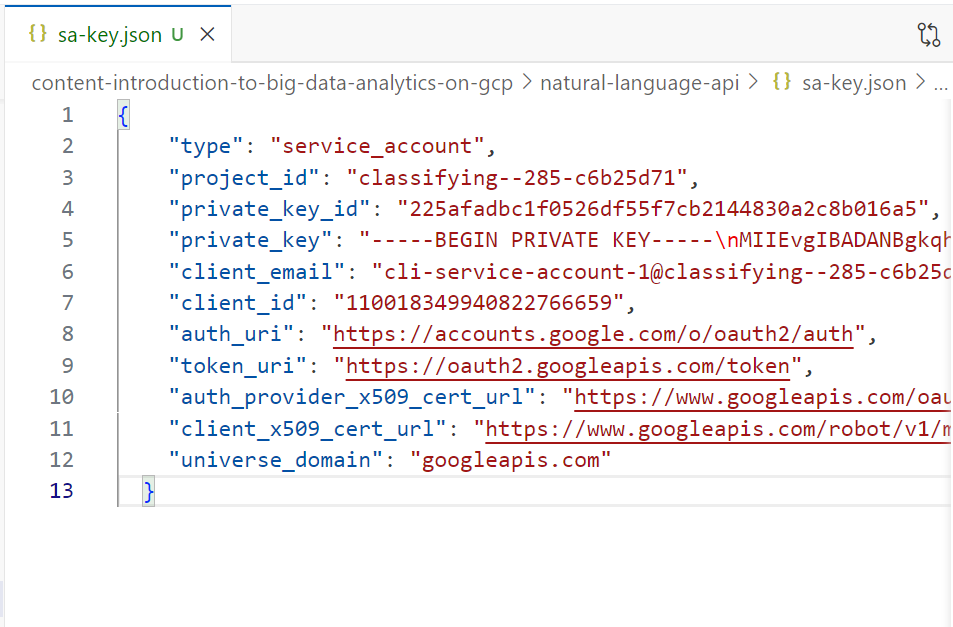 {} sa-key.json U ×
content-introduction-to-big-data-analytics-on-gcp > natural-language-api > {} sa-key.json > ...
1 {
2 "type": "service_account",
3 "project_id": "classifying--285-c6b25d71",
4 "private_key_id": "225afadbc1f0526df55f7cb2144830a2c8b016a5",
5 "private_key": "-----BEGIN PRIVATE KEY-----\nMIIEvgIBADANBgkqh
6 "client_email": "cli-service-account-1@classifying--285-c6b25d
7 "client_id": "110018349940822766659",
8 "auth_uri": "https://accounts.google.com/o/oauth2/auth",
9 "token_uri": "https://oauth2.googleapis.com/token",
10 "auth_provider_x509_cert_url": "https://www.googleapis.com/oau
11 "client_x509_cert_url": "https://www.googleapis.com/robot/v1/m
12 "universe_domain": "googleapis.com"
13 }